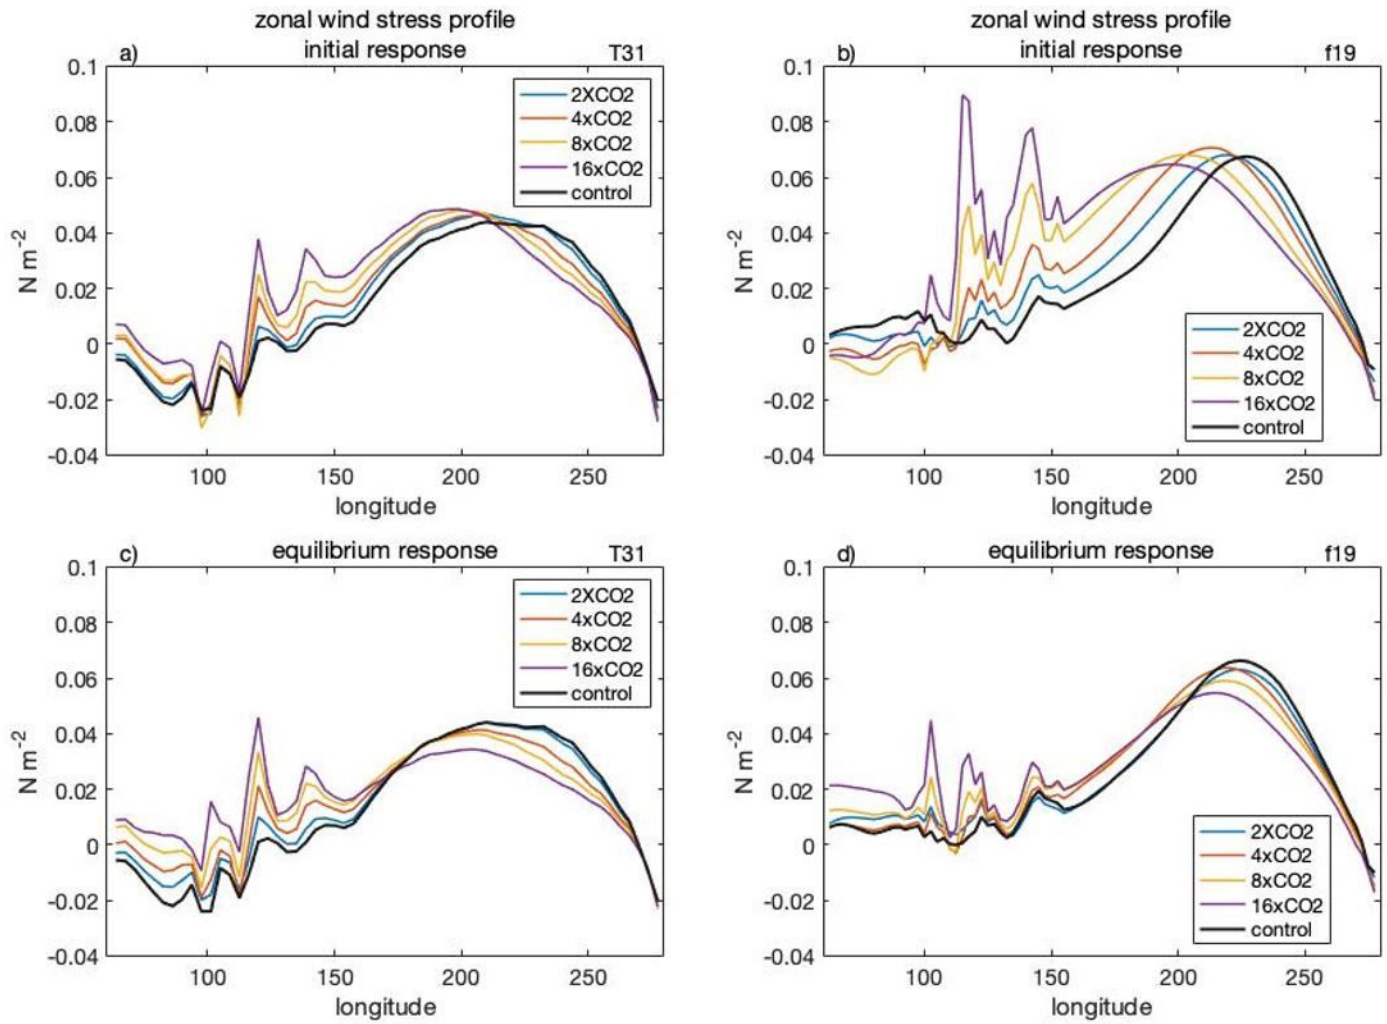 zonal wind stress profile
initial response
a)
T31
0.1
0.08
0.06
0.04
0.02
0
-0.02
-0.04
N m-2
100
150
200
250
longitude
2XCO2
4xCO2
8xCO2
16xCO2
control
zonal wind stress profile
initial response
b)
f19
0.1
0.08
0.06
0.04
0.02
0
-0.02
-0.04
N m-2
100
150
200
250
longitude
2XCO2
4xCO2
8xCO2
16xCO2
control
c)
equilibrium response
T31
0.1
0.08
0.06
0.04
0.02
0
-0.02
-0.04
N m-2
100
150
200
250
longitude
2XCO2
4xCO2
8xCO2
16xCO2
control
d)
equilibrium response
f19
0.1
0.08
0.06
0.04
0.02
0
-0.02
-0.04
N m-2
100
150
200
250
longitude
2XCO2
4xCO2
8xCO2
16xCO2
control